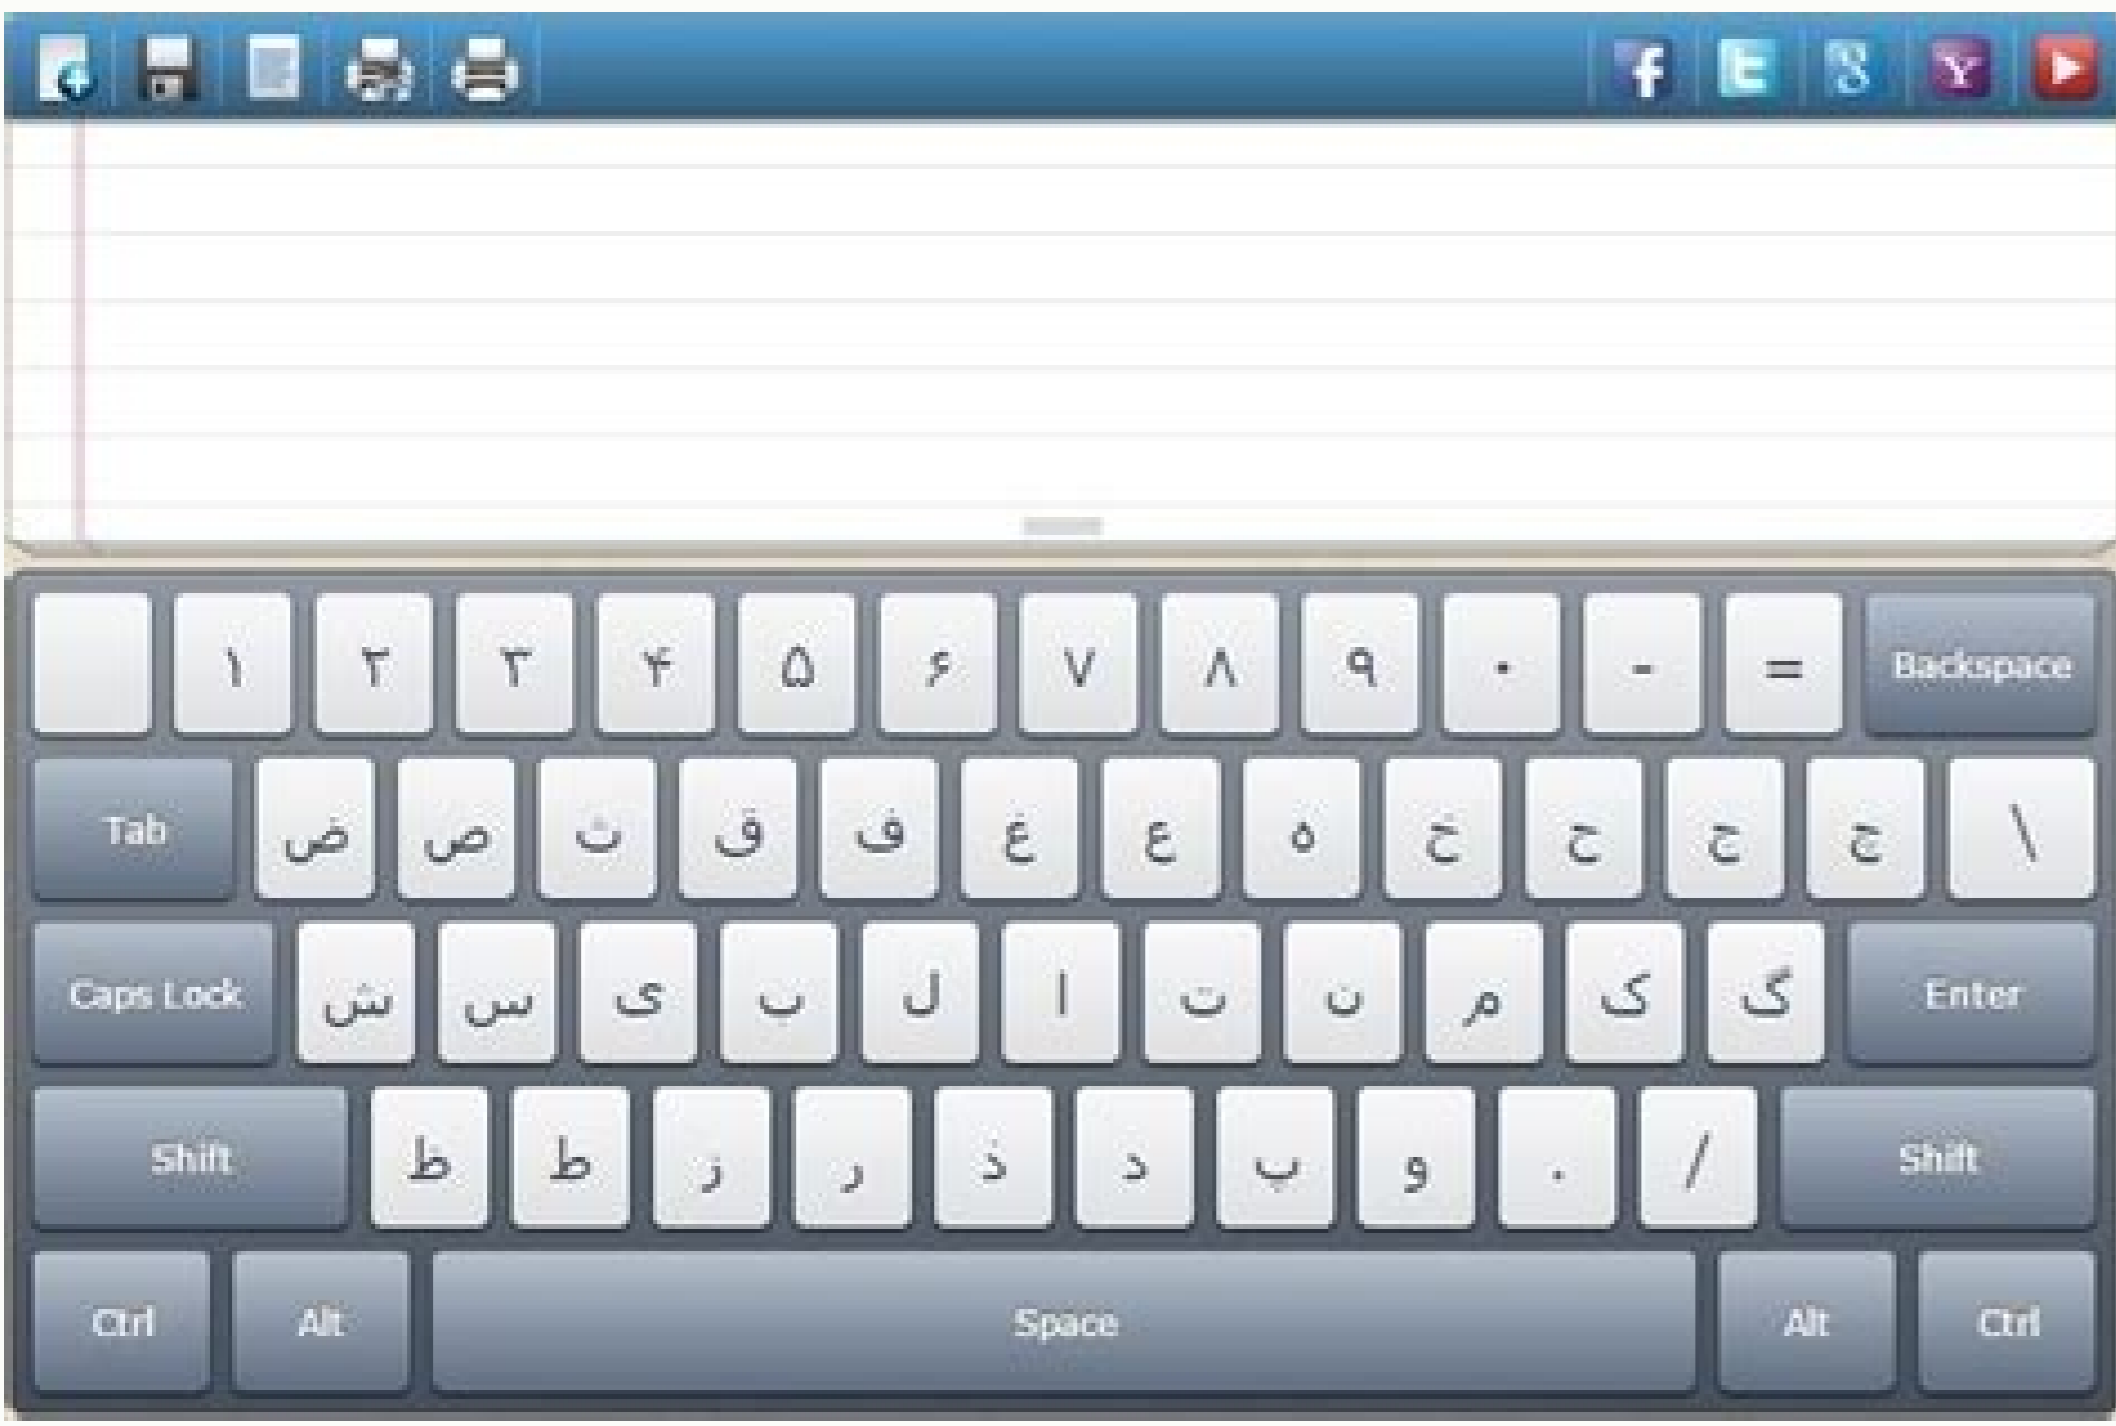 ۱ ۲ ۳ ۴ ۵ ۶ ۷ ۸ ۹ ۰ - = Backspace
Tab ض ص ث ق ف غ ع ه خ ح ج چ \
Caps Lock ش س ی ب ل ا ت ن م ک گ Enter
Shift ظ ط ز ر ذ د پ و . / Shift
Ctrl Alt Space Alt Ctrl